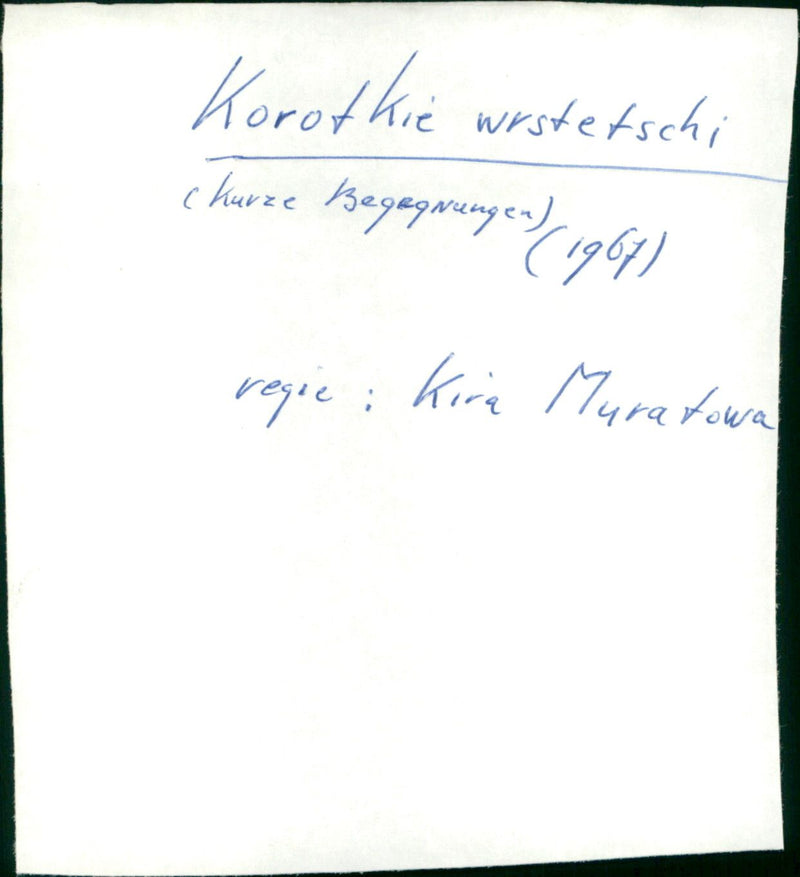 Korotkie wrstetschi
(Kurze Begegnungen)
(1967)
regie : Kira Muratowa